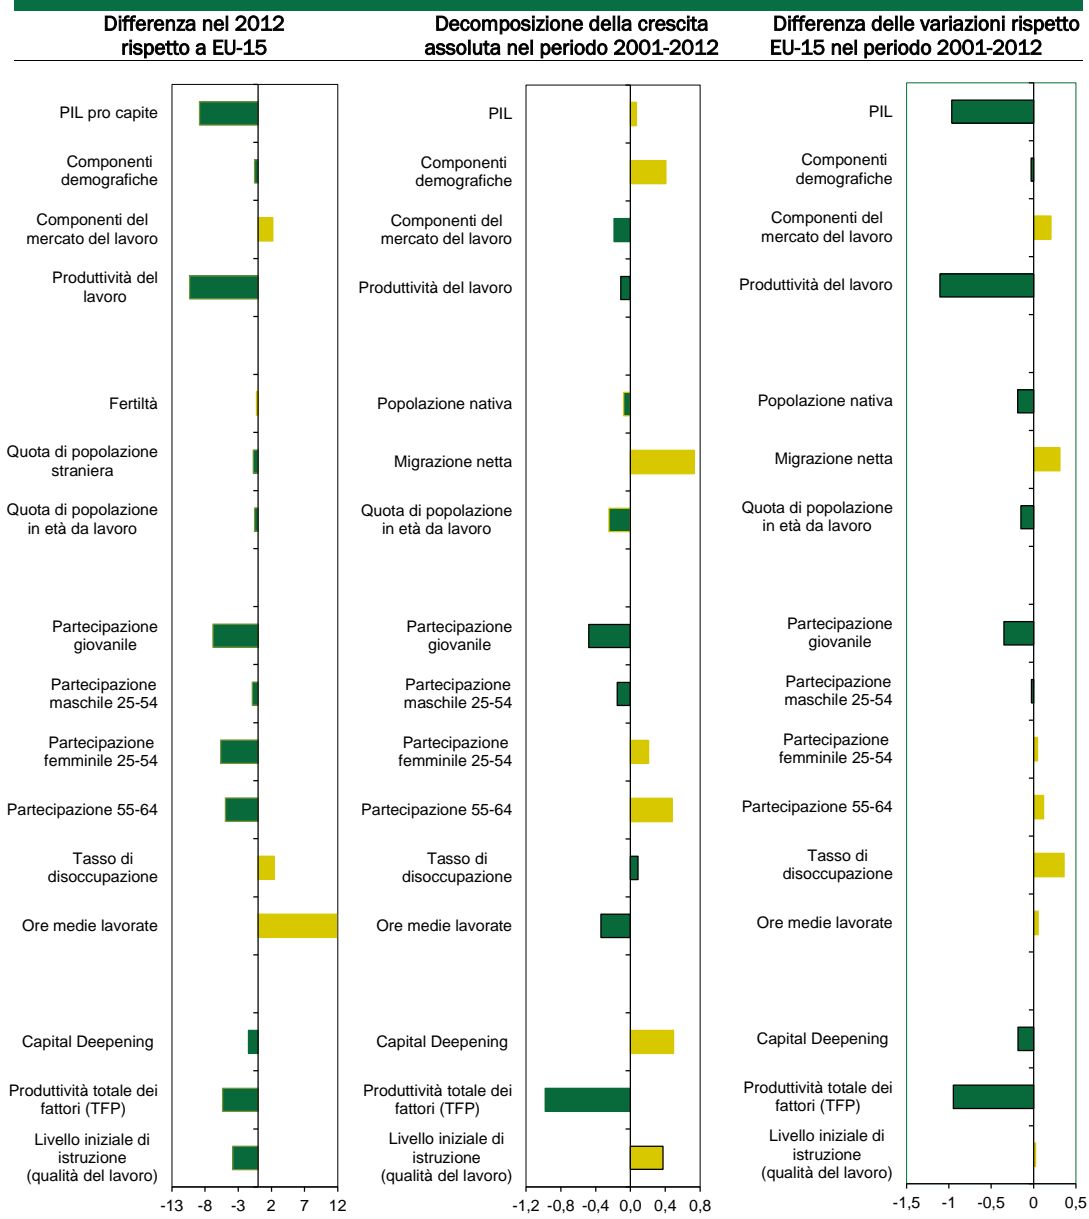 Differenza nel 2012
rispetto a EU-15
PIL pro capite
Componenti
demografiche
Componenti del
mercato del lavoro
Produttività del
lavoro
Fertiltà
Quota di popolazione
straniera
Quota di popolazione
in età da lavoro
Partecipazione
giovanile
Partecipazione
maschile 25-54
Partecipazione
femminile 25-54
Partecipazione 55-64
Tasso di
disoccupazione
Ore medie lavorate
Capital Deepening
Produttività totale dei
fattori (TFP)
Livello iniziale di
istruzione
(qualità del lavoro)
-13 -8 -3 2 7 12
Decomposizione della crescita
assoluta nel periodo 2001-2012
PIL
Componenti
demografiche
Componenti del
mercato del lavoro
Produttività del lavoro
Popolazione nativa
Migrazione netta
Quota di popolazione
in età da lavoro
Partecipazione
giovanile
Partecipazione
maschile 25-54
Partecipazione
femminile 25-54
Partecipazione 55-64
Tasso di
disoccupazione
Ore medie lavorate
Capital Deepening
Produttività totale dei
fattori (TFP)
Livello iniziale di
istruzione
(qualità del lavoro)
-1,2 -0,8 -0,4 0,0 0,4 0,8
Differenza delle variazioni rispetto
EU-15 nel periodo 2001-2012
PIL
Componenti
demografiche
Componenti del
mercato del lavoro
Produttività del lavoro
Popolazione nativa
Migrazione netta
Quota di popolazione
in età da lavoro
Partecipazione
giovanile
Partecipazione
maschile 25-54
Partecipazione
femminile 25-54
Partecipazione 55-64
Tasso di
disoccupazione
Ore medie lavorate
Capital Deepening
Produttività totale dei
fattori (TFP)
Livello iniziale di
istruzione
(qualità del lavoro)
-1,5 -1 -0,5 0 0,5